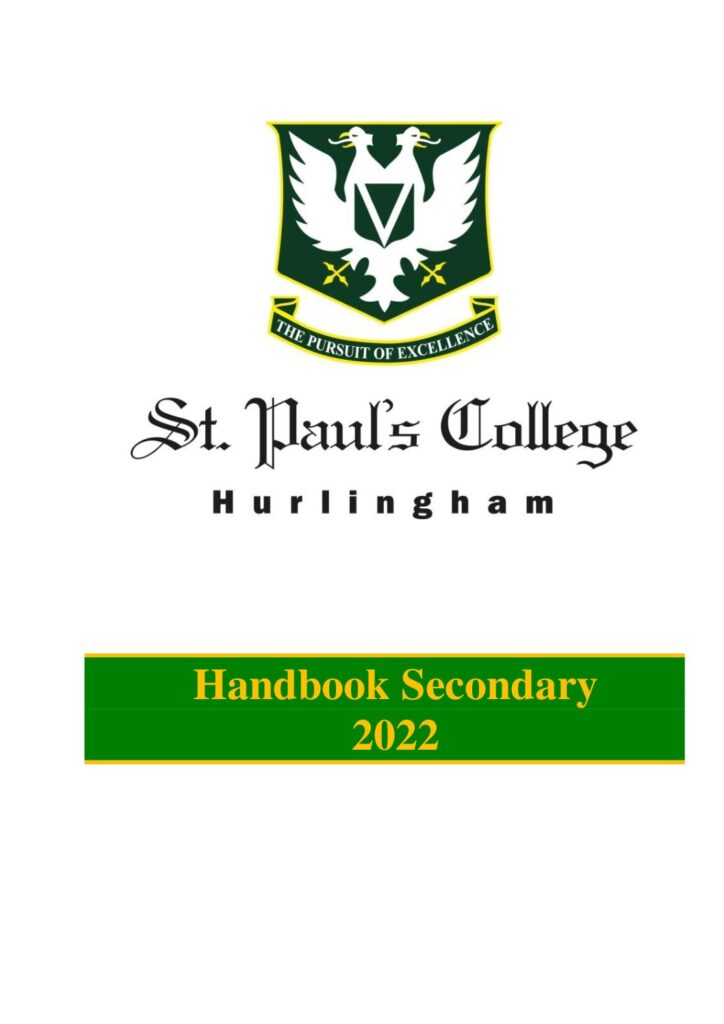 THE PURSUIT OF EXCELLENCE
St. Paul's College
Hurlingham
Handbook Secondary
2022